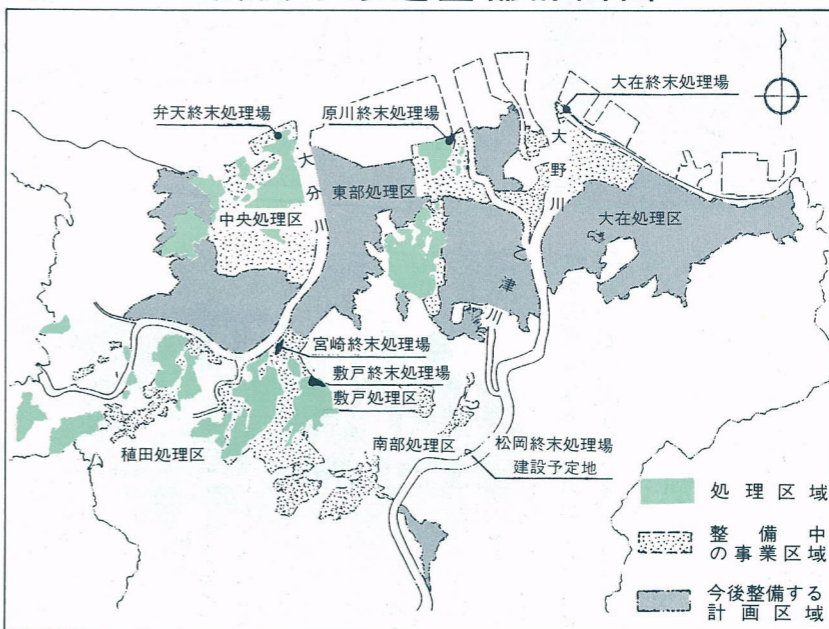 弁天終末処理場
原川終末処理場
大在終末処理場
大分川
大野川
東部処理区
中央処理区
大在処理区
乙津川
宮崎終末処理場
敷戸終末処理場
敷戸処理区
稙田処理区
南部処理区
松岡終末処理場
建設予定地
処理区域
整備中
の事業区域
今後整備する
計画区域